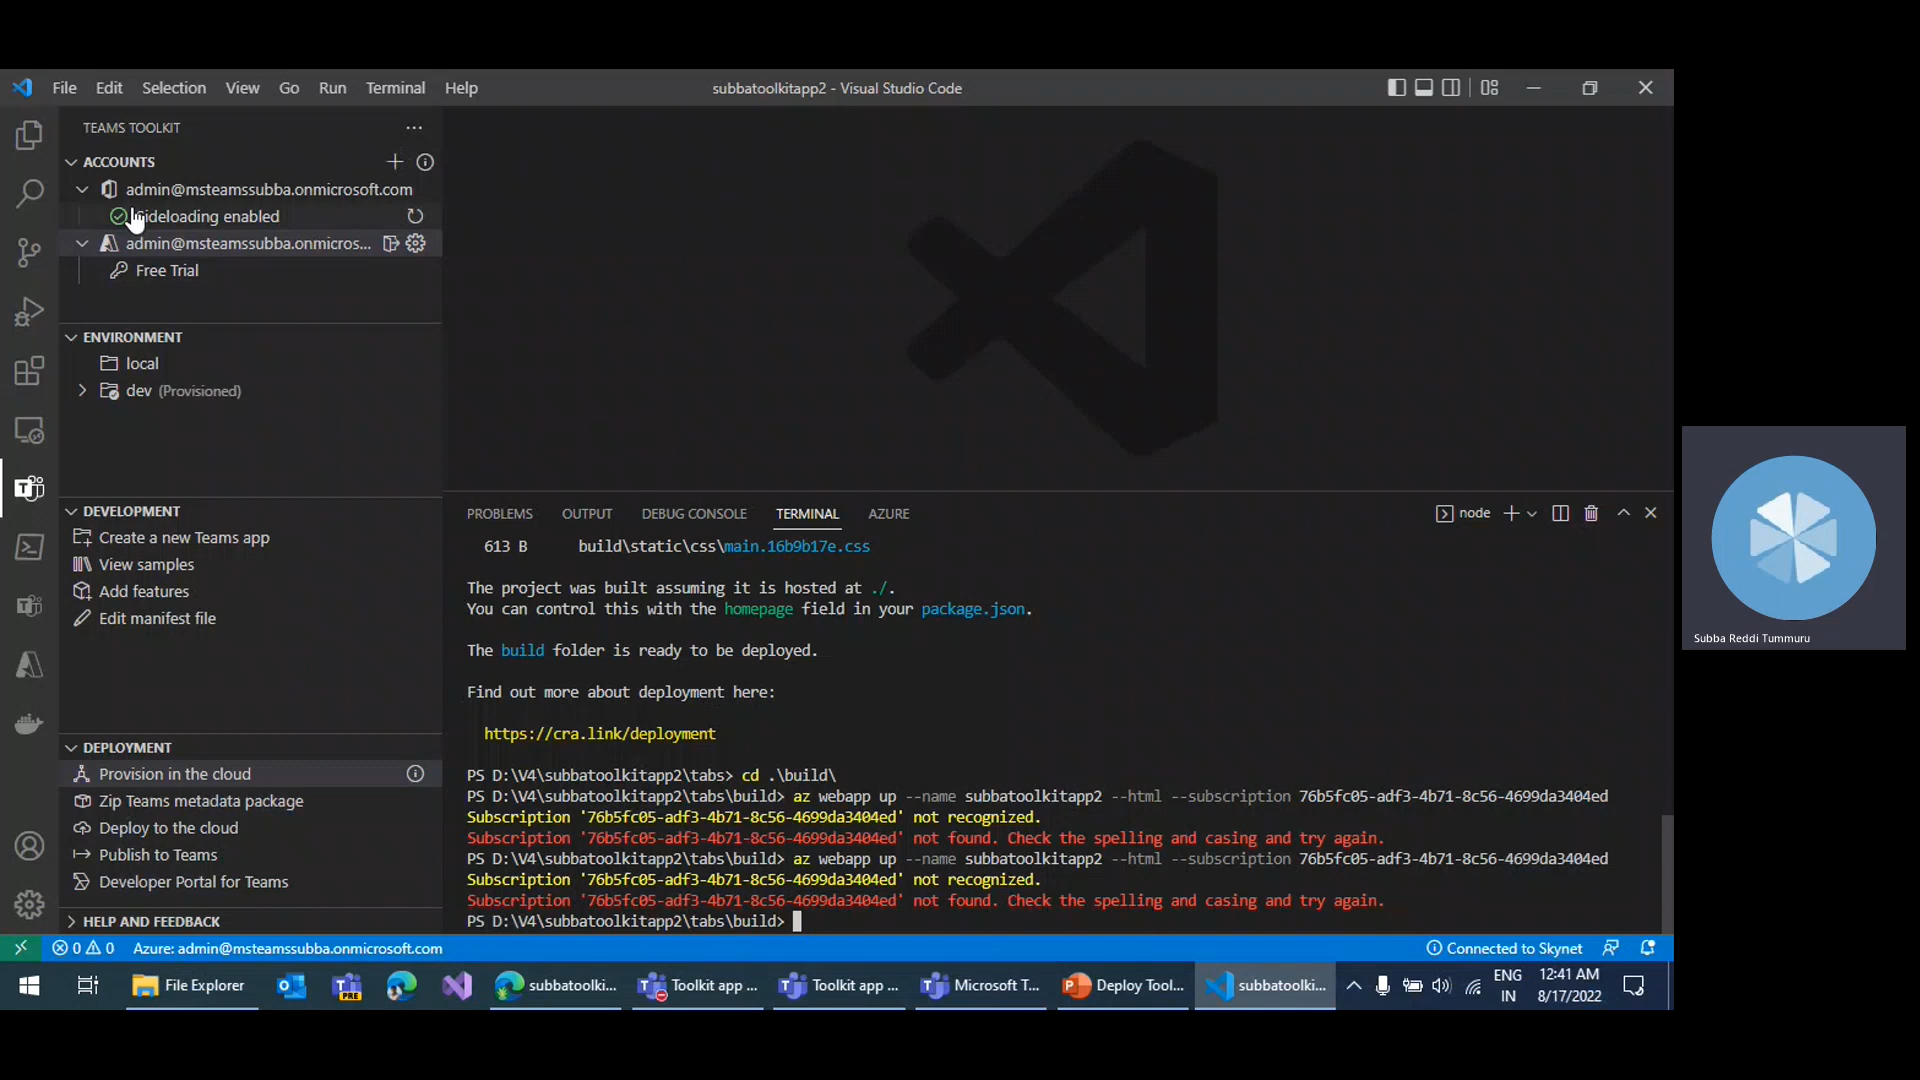 File Edit Selection View Go Run Terminal Help
subbatoolkitapp2 - Visual Studio Code
TEAMS TOOLKIT
ACCOUNTS
admin@msteamssubba.onmicrosoft.com
ideloading enabled
admin@msteamssubba.onmicros...
Free Trial
ENVIRONMENT
local
dev (Provisioned)
DEVELOPMENT
Create a new Teams app
View samples
Add features
Edit manifest file
DEPLOYMENT
Provision in the cloud
Zip Teams metadata package
Deploy to the cloud
Publish to Teams
Developer Portal for Teams
HELP AND FEEDBACK
PROBLEMS OUTPUT DEBUG CONSOLE TERMINAL AZURE
node
613 B build\static\css\main.16b9b17e.css
The project was built assuming it is hosted at ./.
You can control this with the homepage field in your package.json.
The build folder is ready to be deployed.
Find out more about deployment here:
https://cra.link/deployment
PS D:\V4\subbatoolkitapp2\tabs> cd .\build\
PS D:\V4\subbatoolkitapp2\tabs\build> az webapp up --name subbatoolkitapp2 --html --subscription 76b5fc05-adf3-4b71-8c56-4699da3404ed
Subscription '76b5fc05-adf3-4b71-8c56-4699da3404ed' not recognized.
Subscription '76b5fc05-adf3-4b71-8c56-4699da3404ed' not found. Check the spelling and casing and try again.
PS D:\V4\subbatoolkitapp2\tabs\build> az webapp up --name subbatoolkitapp2 --html --subscription 76b5fc05-adf3-4b71-8c56-4699da3404ed
Subscription '76b5fc05-adf3-4b71-8c56-4699da3404ed' not recognized.
Subscription '76b5fc05-adf3-4b71-8c56-4699da3404ed' not found. Check the spelling and casing and try again.
PS D:\V4\subbatoolkitapp2\tabs\build>
0 0 Azure: admin@msteamssubba.onmicrosoft.com
Connected to Skynet
File Explorer
PRE
subbatoolki...
Toolkit app ...
Toolkit app ...
Microsoft T...
Deploy Tool...
subbatoolki...
ENG
IN
12:41 AM
8/17/2022
Subba Reddi Tummuru